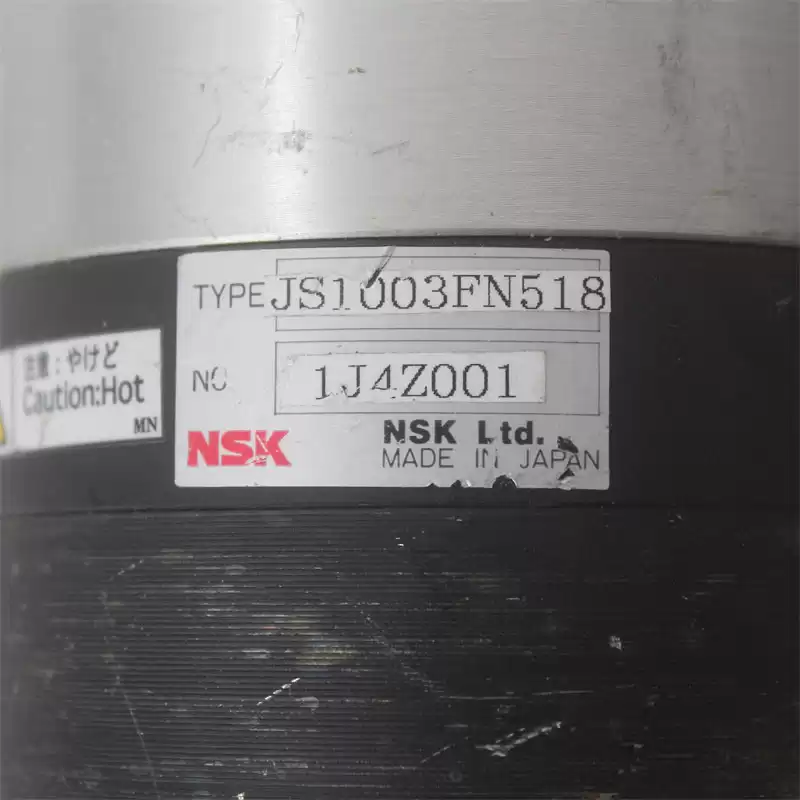 TYPE JS1003FN518
NO 1J4Z001
NSK
NSK Ltd.
MADE IN JAPAN
注意:やけど
Caution:Hot
MN